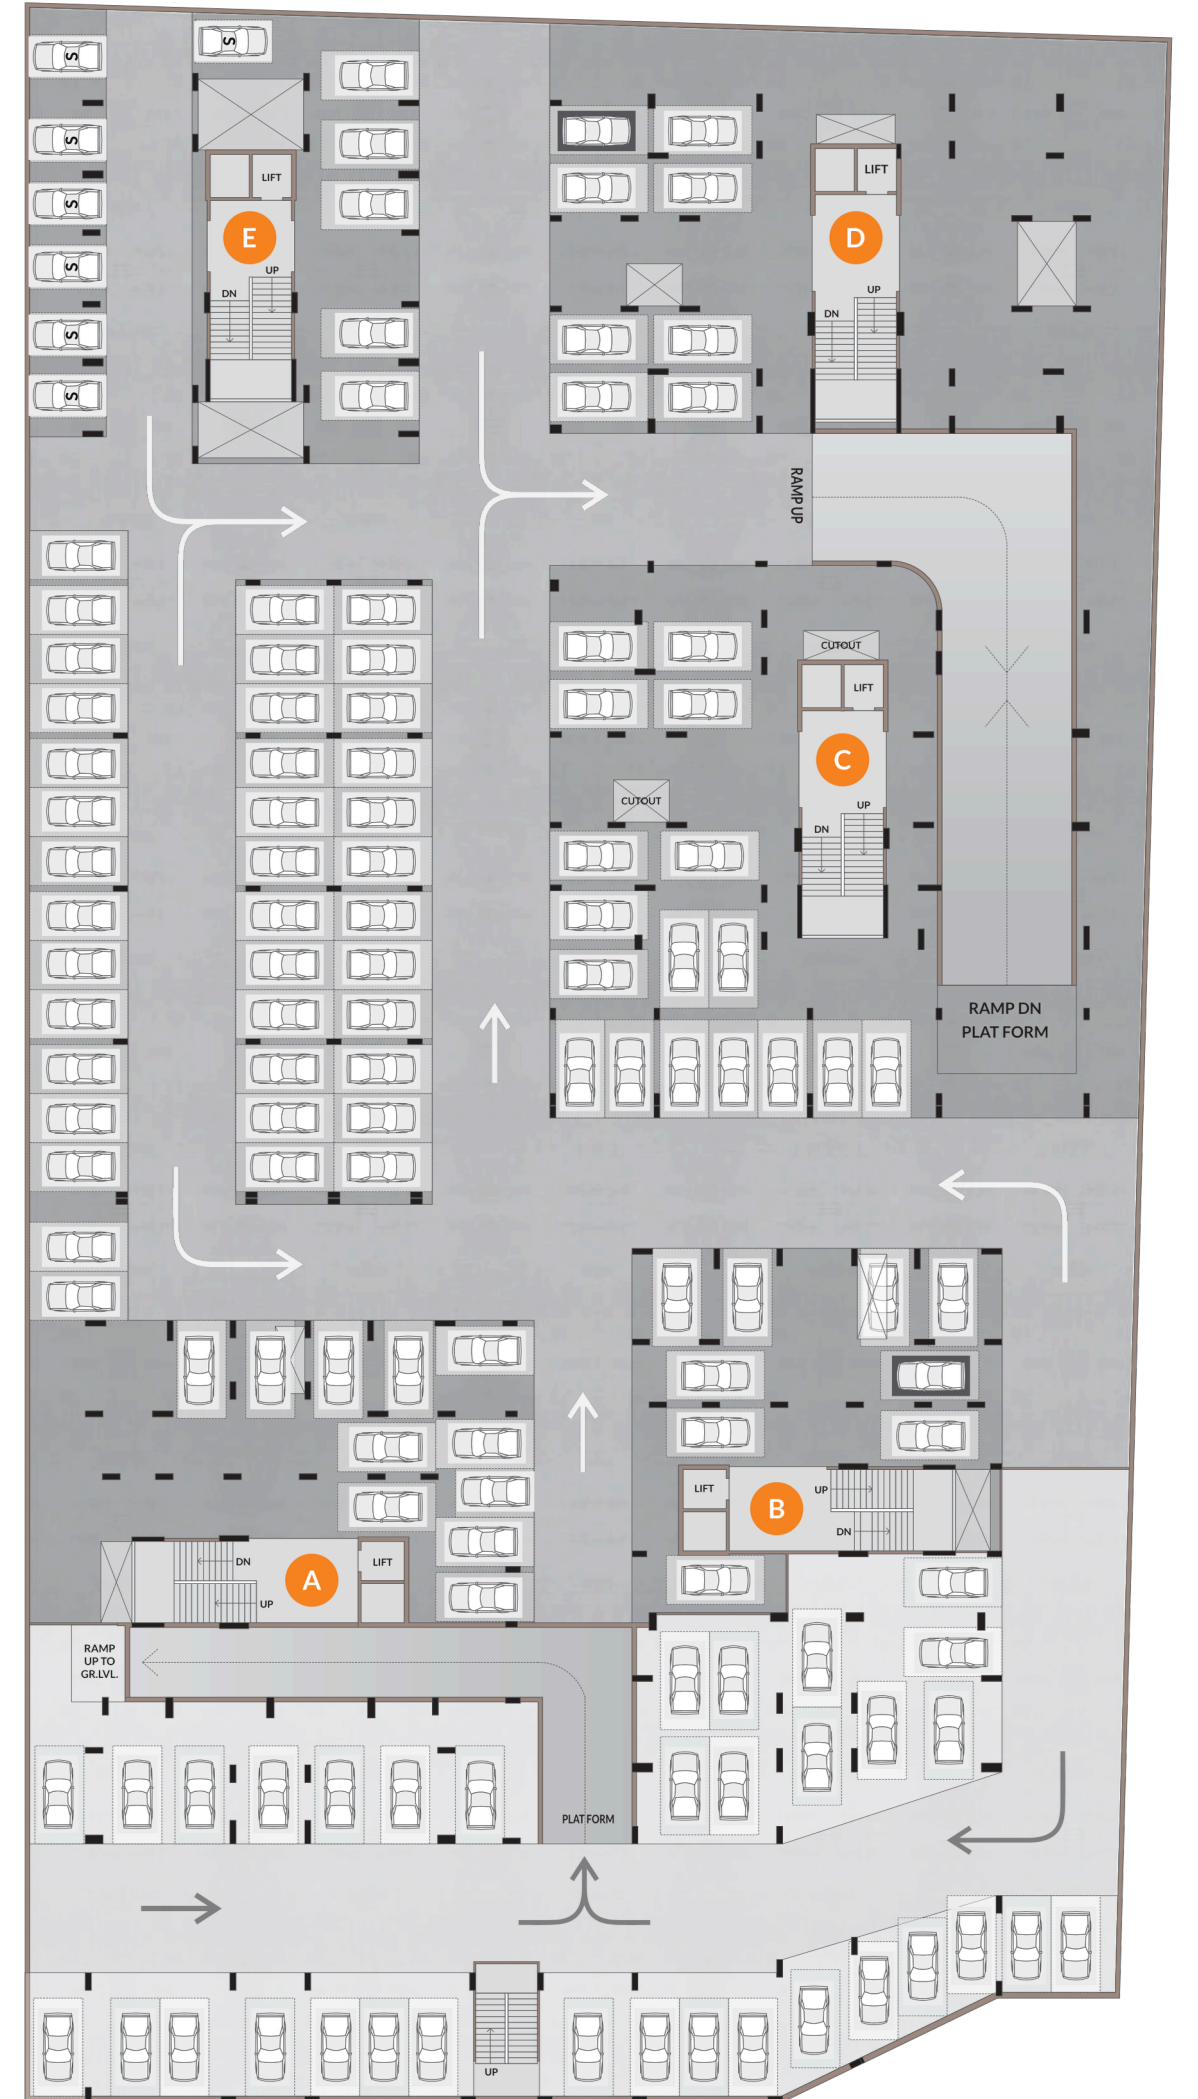 S
S
S
S
S
S
S
LIFT
E
UP
DN
LIFT
D
UP
DN
RAMP UP
CUTOUT
LIFT
C
CUTOUT
UP
DN
RAMP DN
PLAT FORM
LIFT
B
UP
DN
DN
LIFT
A
UP
RAMP
UP TO
GR.LVL.
PLAT FORM
UP